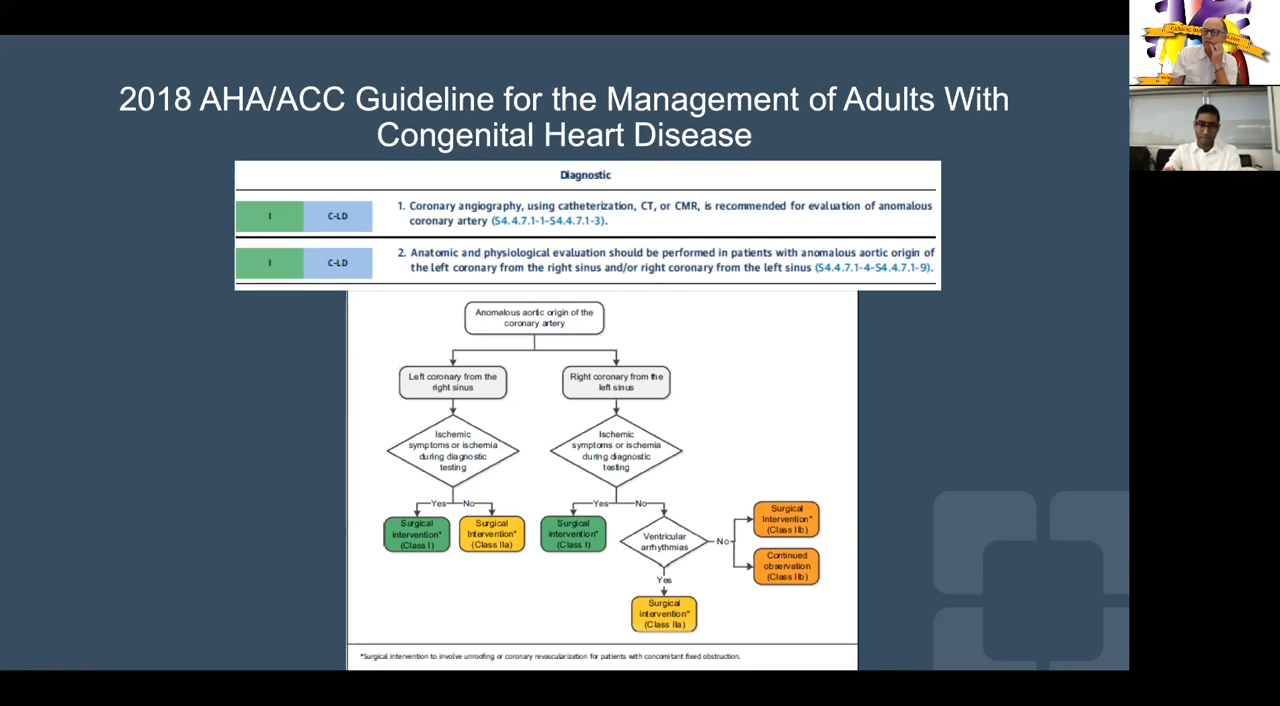 2018 AHA/ACC Guideline for the Management of Adults With
Congenital Heart Disease
Diagnostic
I
C-LD
1. Coronary angiography, using catheterization, CT, or CMR, is recommended for evaluation of anomalous
coronary artery (S4.4.7.1-1–S4.4.7.1-3).
I
C-LD
2. Anatomic and physiological evaluation should be performed in patients with anomalous aortic origin of
the left coronary from the right sinus and/or right coronary from the left sinus (S4.4.7.1-4–S4.4.7.1-9).
Anomalous aortic origin of the
coronary artery
Left coronary from the
right sinus
Right coronary from the
left sinus
Ischemic
symptoms or ischemia
during diagnostic
testing
Ischemic
symptoms or ischemia
during diagnostic
testing
Yes
No
Yes
No
Surgical
intervention*
(Class I)
Surgical
Intervention*
(Class IIa)
Surgical
intervention*
(Class I)
Ventricular
arrhythmias
No
Surgical
Intervention*
(Class IIb)
Continued
observation
(Class IIb)
Yes
Surgical
intervention*
(Class IIa)
*Surgical intervention to involve unroofing or coronary revascularization for patients with concomitant fixed obstruction.